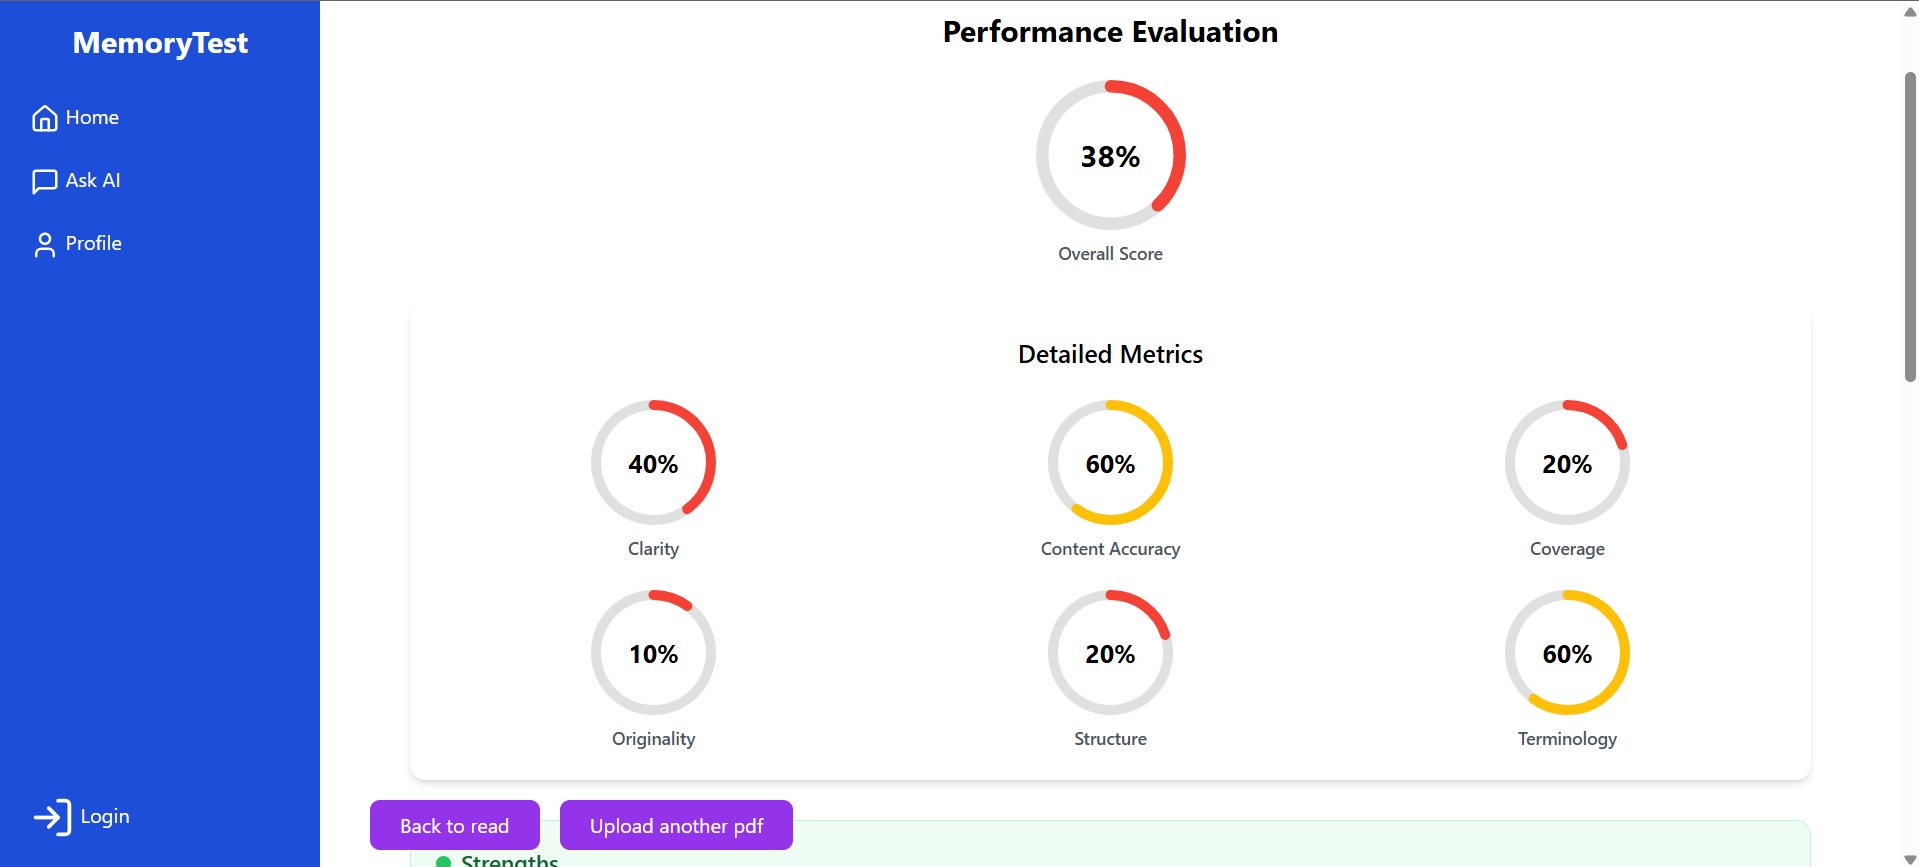 MemoryTest
Home
Ask AI
Profile
Login
Performance Evaluation
38%
Overall Score
Detailed Metrics
40%
Clarity
60%
Content Accuracy
20%
Coverage
10%
Originality
20%
Structure
60%
Terminology
Back to read
Upload another pdf
Strengths